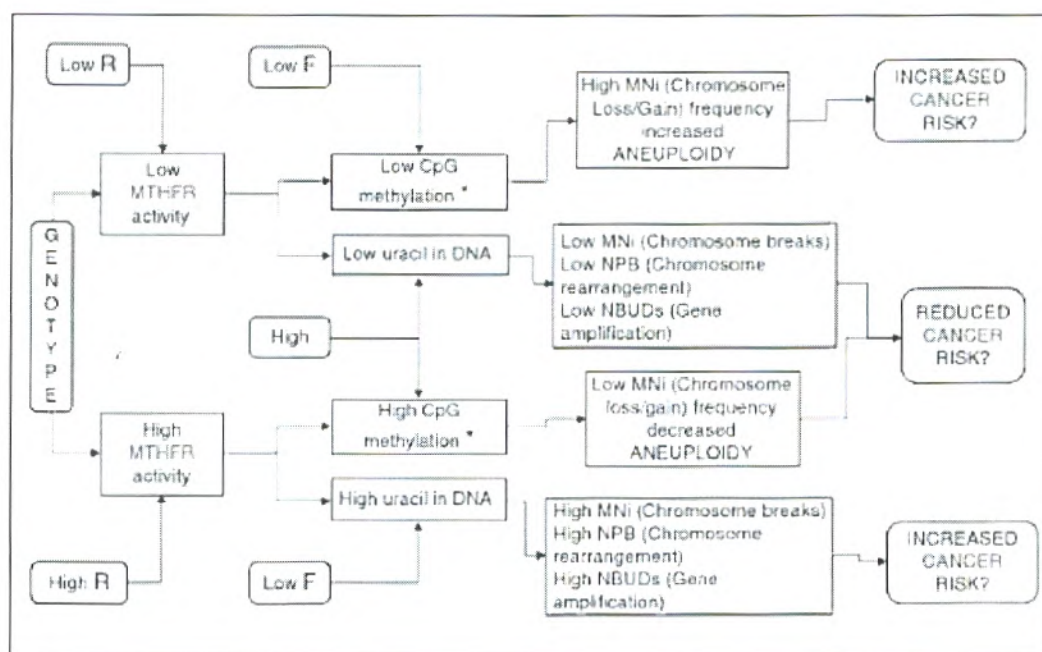 Low R
Low F
High MNi (Chromosome
Loss/Gain) frequency
increased
ANEUPLOIDY
INCREASED
CANCER
RISK?
Low
MTHFR
activity
Low CpG
methylation *
GENOTYPE
Low uracil in DNA
Low MNi (Chromosome breaks)
Low NPB (Chromosome
rearrangement)
Low NBUDs (Gene
amplification)
High
REDUCED
CANCER
RISK?
High
MTHFR
activity
High CpG
methylation *
Low MNi (Chromosome
loss/gain) frequency
decreased
ANEUPLOIDY
High uracil in DNA
High MNi (Chromosome breaks)
High NPB (Chromosome
rearrangement)
High NBUDs (Gene
amplification)
INCREASED
CANCER
RISK?
High R
Low F